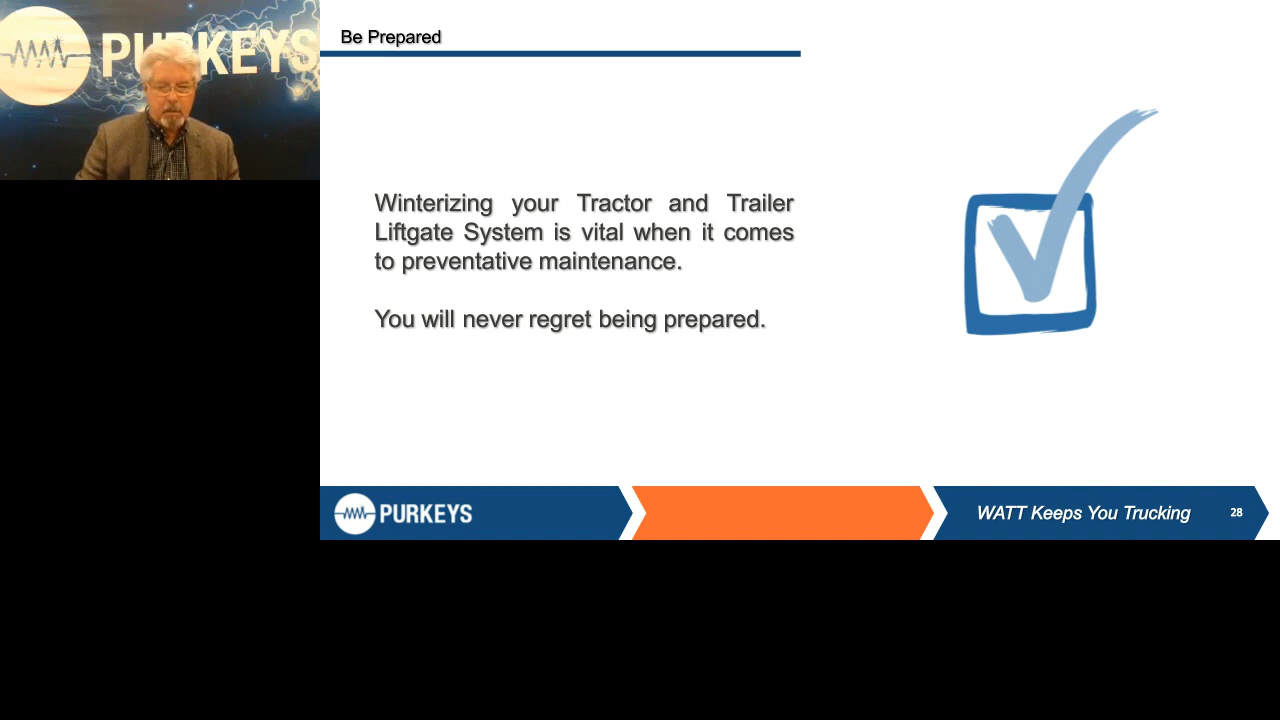 PURKEYS
Be Prepared
Winterizing your Tractor and Trailer
Liftgate System is vital when it comes
to preventative maintenance.
You will never regret being prepared.
PURKEYS
WATT Keeps You Trucking
28